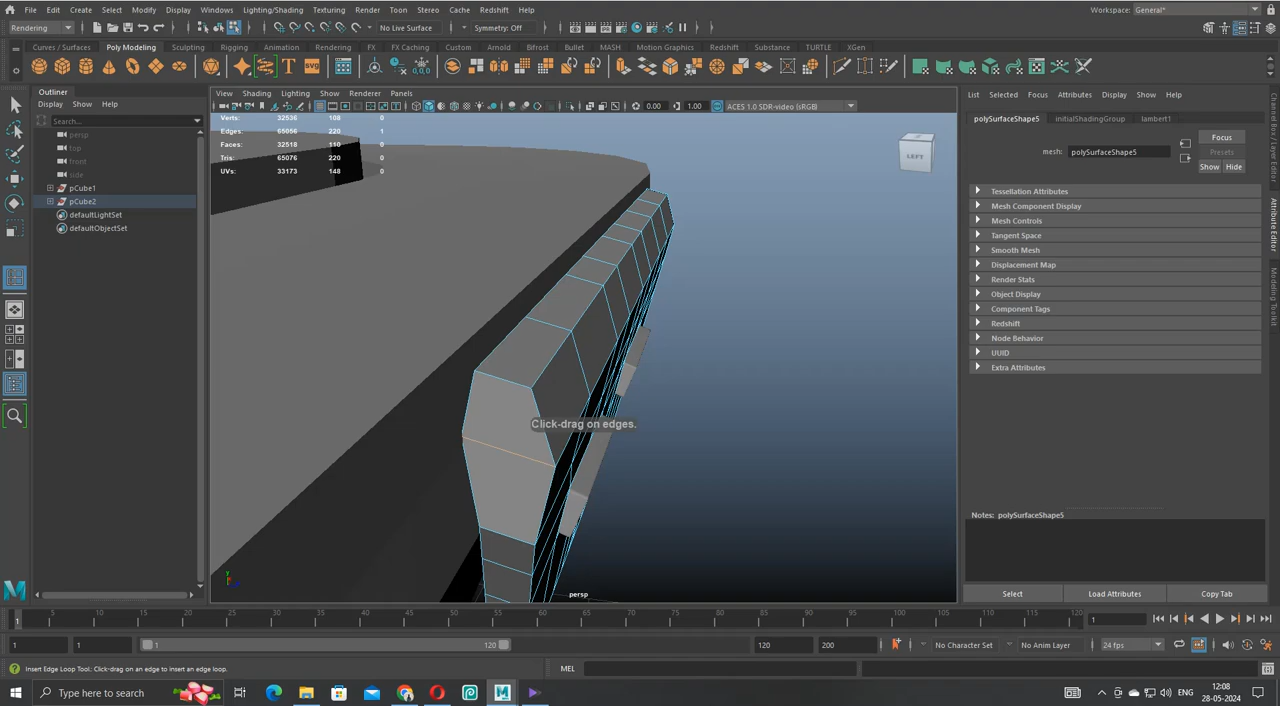 File Edit Create Select Modify Display Windows Lighting/Shading Texturing Render Toon Stereo Cache Redshift Help
Workspace: General*
Rendering
No Live Surface
Symmetry: Off
Curves / Surfaces Poly Modeling Sculpting Rigging Animation Rendering FX FX Caching Custom Arnold Bifrost Bullet MASH Motion Graphics Redshift Substance TURTLE XGen
Outliner
Display Show Help
Search...
persp
top
front
side
pCube1
pCube2
defaultLightSet
defaultObjectSet
View Shading Lighting Show Renderer Panels
0.00 1.00 ACES 1.0 SDR-video (sRGB)
Verts: 32536 108 0
Edges: 65056 220 1
Faces: 32518 110 0
Tris: 65076 220 0
UVs: 33173 148 0
LEFT
Click-drag on edges.
persp
List Selected Focus Attributes Display Show Help
polySurfaceShape5 initialShadingGroup lambert1
Focus
mesh: polySurfaceShape5
Presets
Show Hide
Tessellation Attributes
Mesh Component Display
Mesh Controls
Tangent Space
Smooth Mesh
Displacement Map
Render Stats
Object Display
Component Tags
Redshift
Node Behavior
UUID
Extra Attributes
Notes: polySurfaceShape5
Select Load Attributes Copy Tab
Channel Box / Layer Editor
Attribute Editor
Modeling Toolkit
5 10 15 20 25 30 35 40 45 50 55 60 65 70 75 80 85 90 95 100 105 110 115 120
1
1
1 1 1 120 120 200 No Character Set No Anim Layer 24 fps
Insert Edge Loop Tool: Click-drag on an edge to insert an edge loop.
MEL
Type here to search
ENG
12:08
28-05-2024